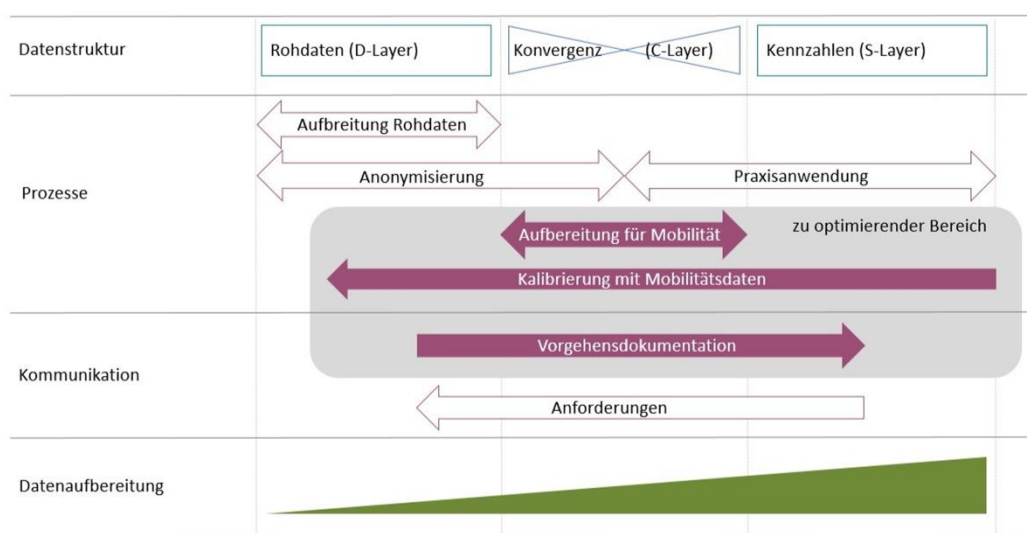 Datenstruktur
Rohdaten (D-Layer)
Konvergenz (C-Layer)
Kennzahlen (S-Layer)
Prozesse
Aufbreitung Rohdaten
Anonymisierung
Praxisanwendung
zu optimierender Bereich
Aufbereitung für Mobilität
Kalibrierung mit Mobilitätsdaten
Kommunikation
Vorgehensdokumentation
Anforderungen
Datenaufbereitung